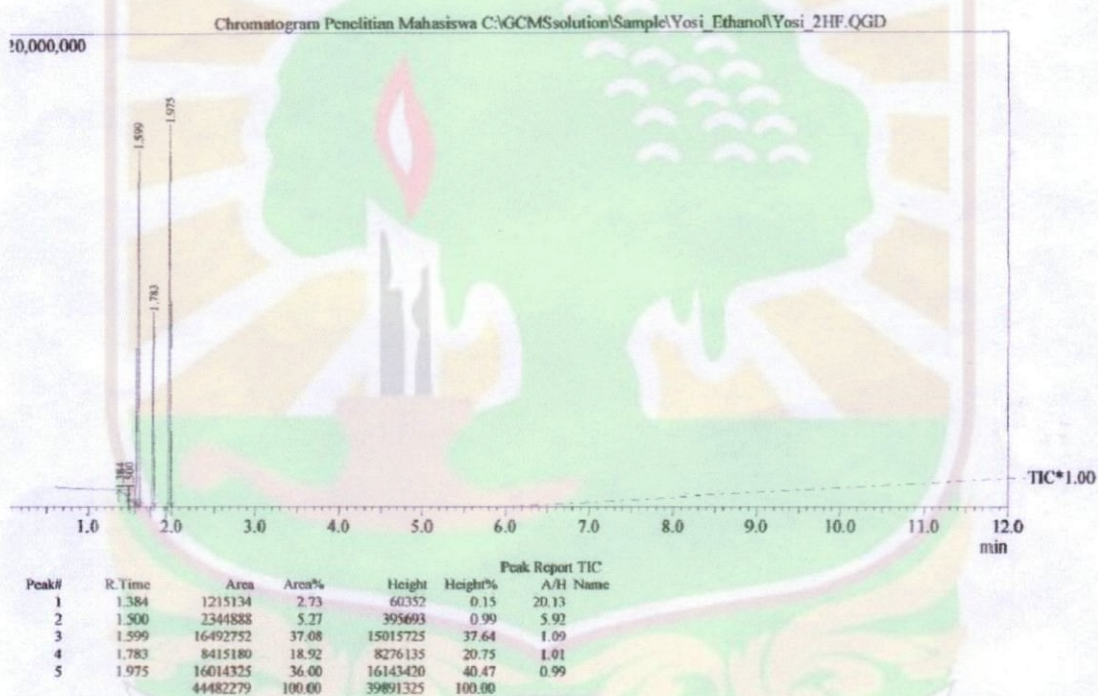 Chromatogram Penelitian Mahasiswa C:\GCMSsolution\Sample\Yosi_Ethanol\Yosi_2HF.QGD
20,000,000
1.975
1.599
1.783
1.384
1.500
TIC*1.00
1.0 2.0 3.0 4.0 5.0 6.0 7.0 8.0 9.0 10.0 11.0 12.0
min
Peak Report TIC
Peak# R.Time Area Area% Height Height% A/H Name
1 1.384 1215134 2.73 60352 0.15 20.13
2 1.500 2344888 5.27 395693 0.99 5.92
3 1.599 16492752 37.08 15015725 37.64 1.09
4 1.783 8415180 18.92 8276135 20.75 1.01
5 1.975 16014325 36.00 16143420 40.47 0.99
44482279 100.00 39891325 100.00